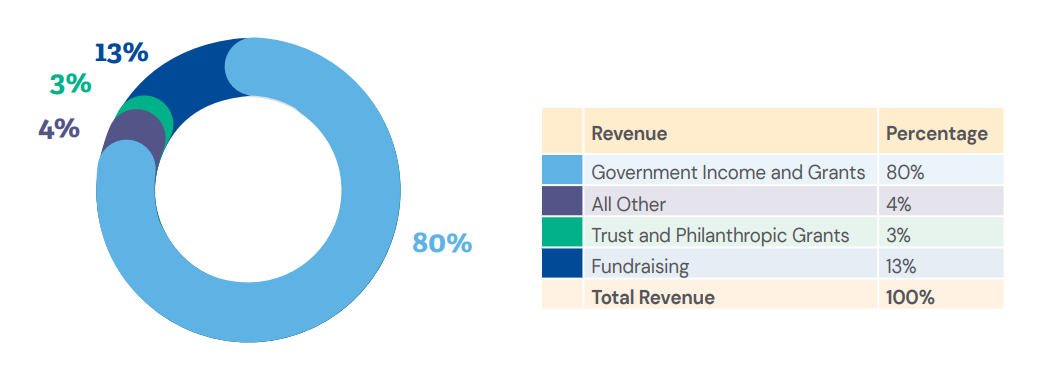 13%
3%
4%
80%
Revenue Percentage
Government Income and Grants 80%
All Other 4%
Trust and Philanthropic Grants 3%
Fundraising 13%
Total Revenue 100%